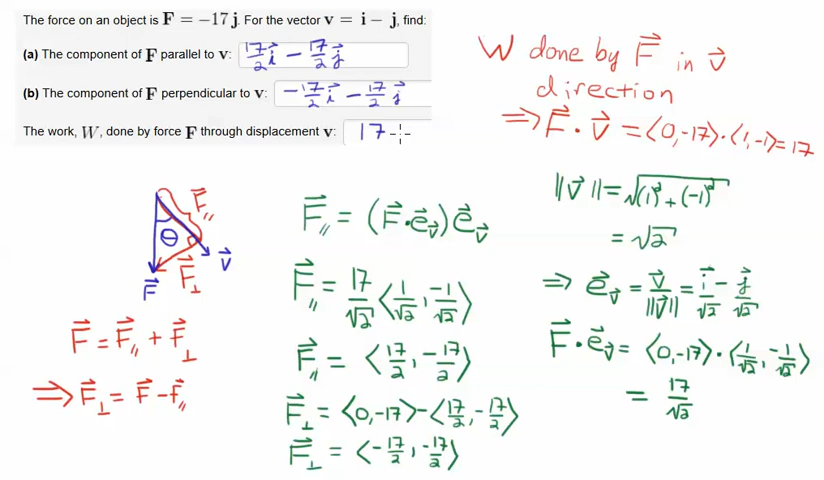 The force on an object is F = −17 j. For the vector v = i − j, find:
(a) The component of F parallel to v: 17/2 i⃗ − 17/2 j⃗
(b) The component of F perpendicular to v: −17/2 i⃗ − 17/2 j⃗
The work, W, done by force F through displacement v: 17
W done by F⃗ in v⃗
direction
⟹ F⃗ · v⃗ = ⟨0, −17⟩ · ⟨1, −1⟩ = 17
F⃗∥
θ
F⃗⊥
v⃗
F⃗
F⃗ = F⃗∥ + F⃗⊥
⟹ F⃗⊥ = F⃗ − F⃗∥
F⃗∥ = (F⃗ · e⃗v⃗) e⃗v⃗
F⃗∥ = 17/√2 ⟨1/√2, −1/√2⟩
F⃗∥ = ⟨17/2, −17/2⟩
F⃗⊥ = ⟨0, −17⟩ − ⟨17/2, −17/2⟩
F⃗⊥ = ⟨−17/2, −17/2⟩
‖v⃗‖ = √((1)² + (−1)²)
= √2
⟹ e⃗v⃗ = v⃗/‖v⃗‖ = i⃗/√2 − j⃗/√2
F⃗ · e⃗v⃗ = ⟨0, −17⟩ · ⟨1/√2, −1/√2⟩
= 17/√2